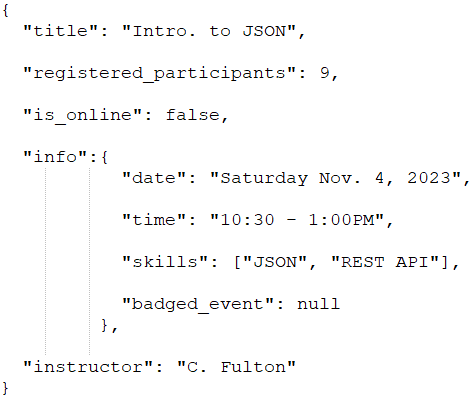 {
"title": "Intro. to JSON",
"registered_participants": 9,
"is_online": false,
"info":{
"date": "Saturday Nov. 4, 2023",
"time": "10:30 – 1:00PM",
"skills": ["JSON", "REST API"],
"badged_event": null
},
"instructor": "C. Fulton"
}